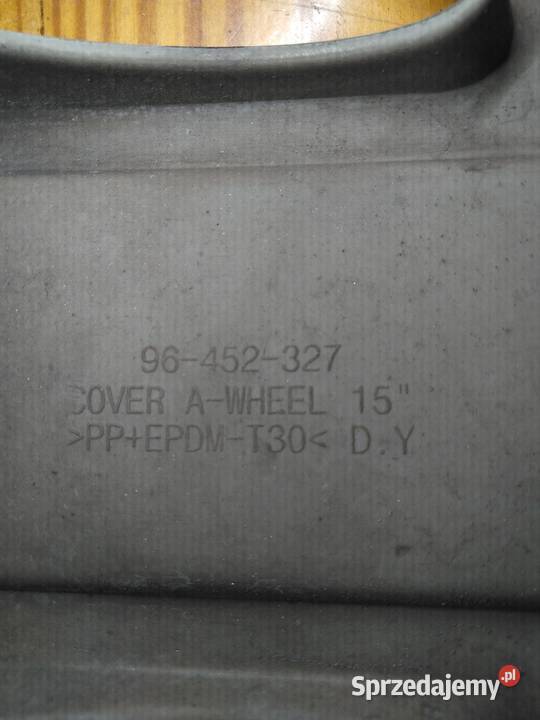 96-452-327
COVER A-WHEEL 15"
>PP+EPDM-T30< D.Y
Sprzedajemy.pl